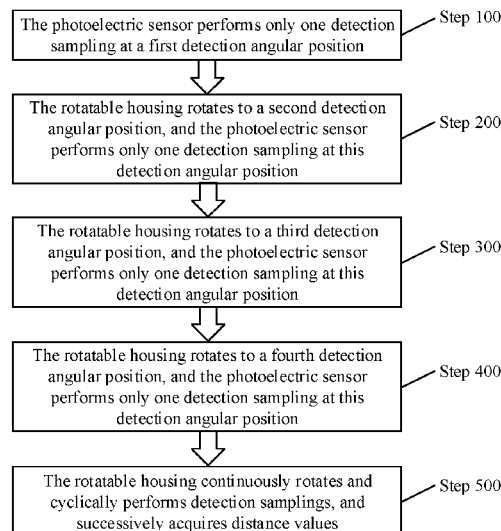 The photoelectric sensor performs only one detection
sampling at a first detection angular position
Step 100
The rotatable housing rotates to a second detection
angular position, and the photoelectric sensor
performs only one detection sampling at this
detection angular position
Step 200
The rotatable housing rotates to a third detection
angular position, and the photoelectric sensor
performs only one detection sampling at this
detection angular position
Step 300
The rotatable housing rotates to a fourth detection
angular position, and the photoelectric sensor
performs only one detection sampling at this
detection angular position
Step 400
The rotatable housing continuously rotates and
cyclically performs detection samplings, and
successively acquires distance values
Step 500